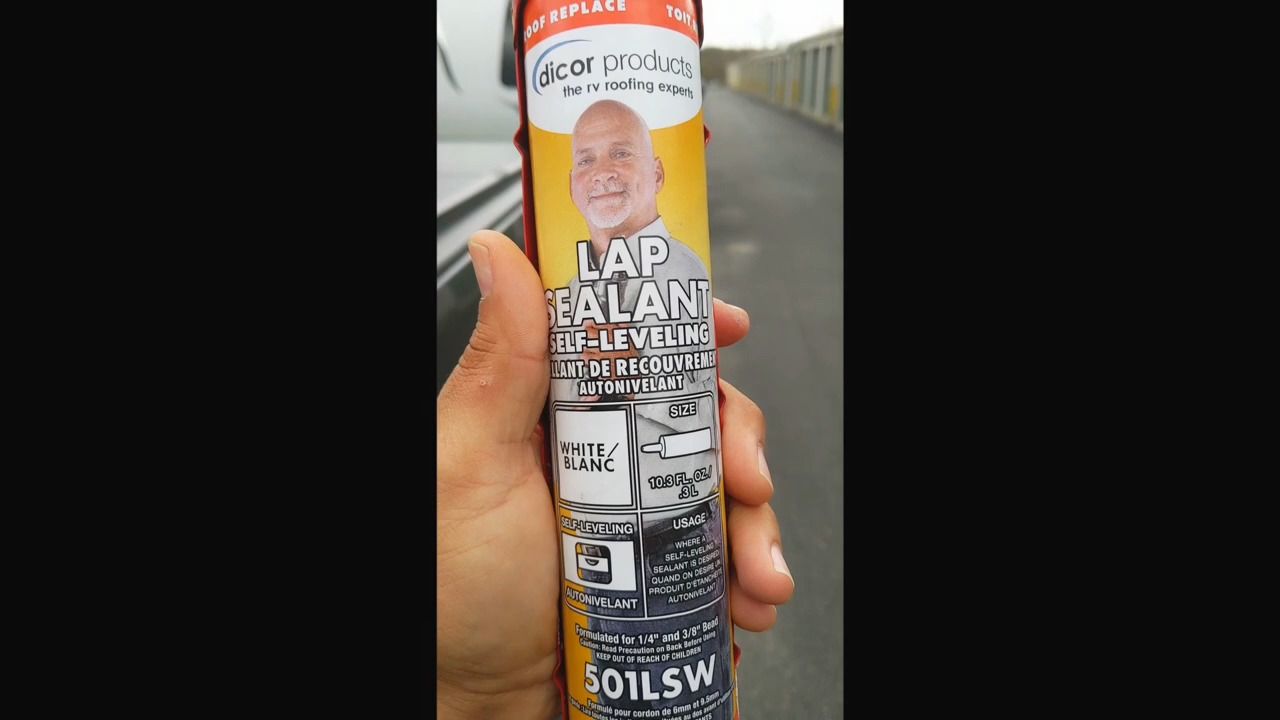 ROOF REPLACE TOIT
dicor products
the rv roofing experts
LAP
SEALANT
SELF-LEVELING
LLANT DE RECOUVREME
AUTONIVELANT
WHITE/
BLANC
SIZE
10.3 FL. OZ./
.3 L
SELF-LEVELING
AUTONIVELANT
USAGE
WHERE A
SELF-LEVELING
SEALANT IS DESIRED
QUAND ON DÉSIRE UN
PRODUIT D'ÉTANCHÉITÉ
AUTONIVELANT
Formulated for 1/4" and 3/8" Bead
Caution: Read Precaution on Back Before Using
KEEP OUT OF REACH OF CHILDREN
501LSW
Formulé pour cordon de 6mm et 9.5mm